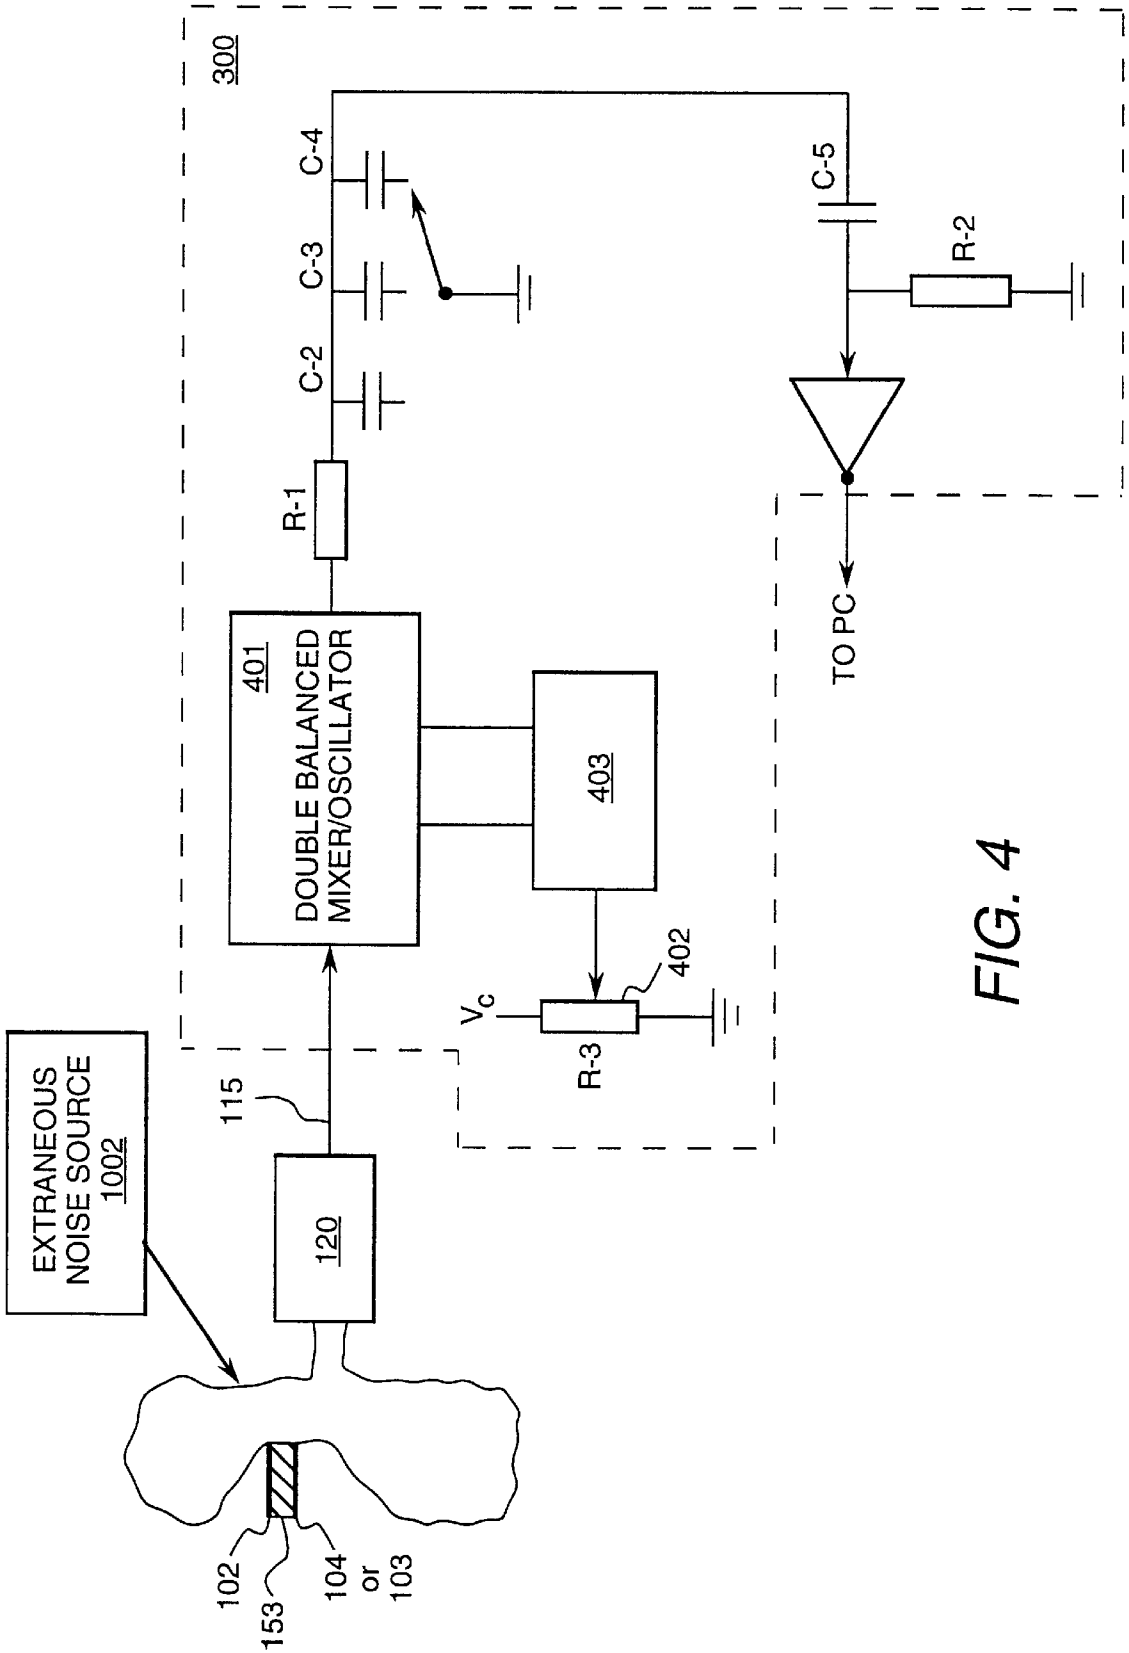 EXTRANEOUS
NOISE SOURCE
1002
300
102
153
104
or
103
120
115
401
DOUBLE BALANCED
MIXER/OSCILLATOR
R-1
C-2
C-3
C-4
403
VC
R-3
402
C-5
R-2
TO PC
FIG. 4